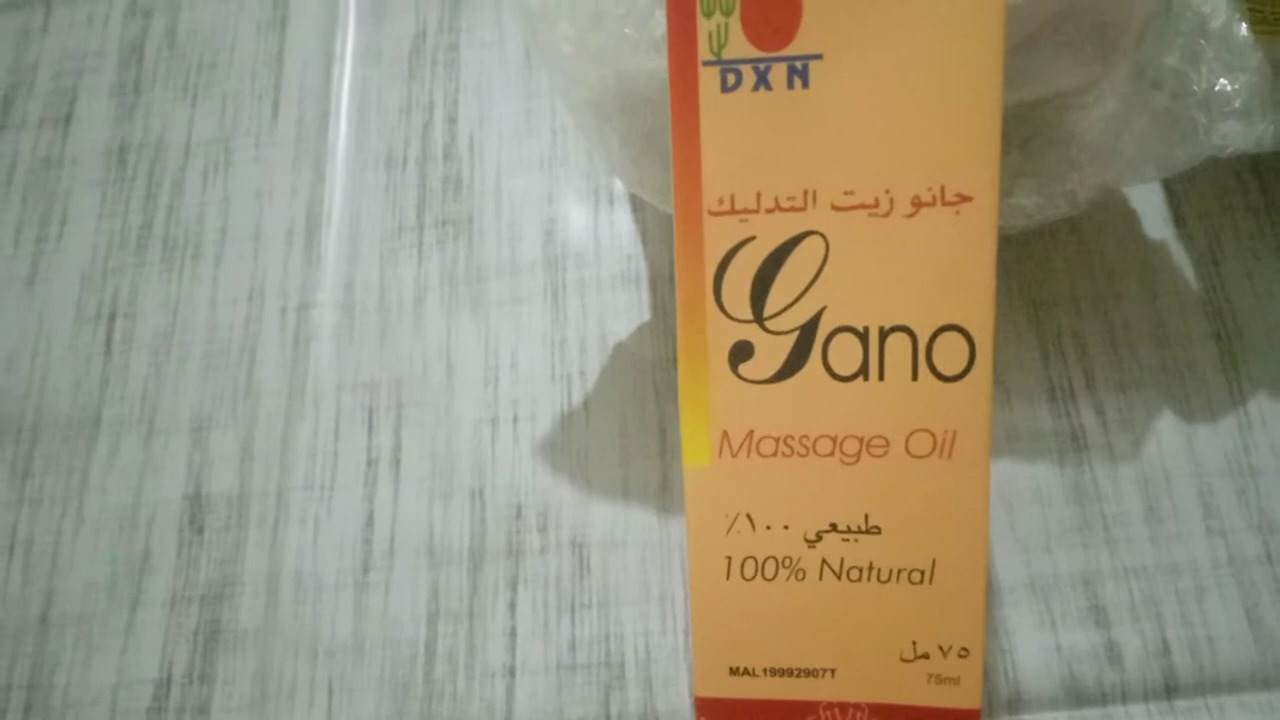 DXN
جانو زيت التدليك
Gano
Massage Oil
طبيعي ١٠٠٪
100% Natural
٧٥ مل
75ml
MAL19992907T